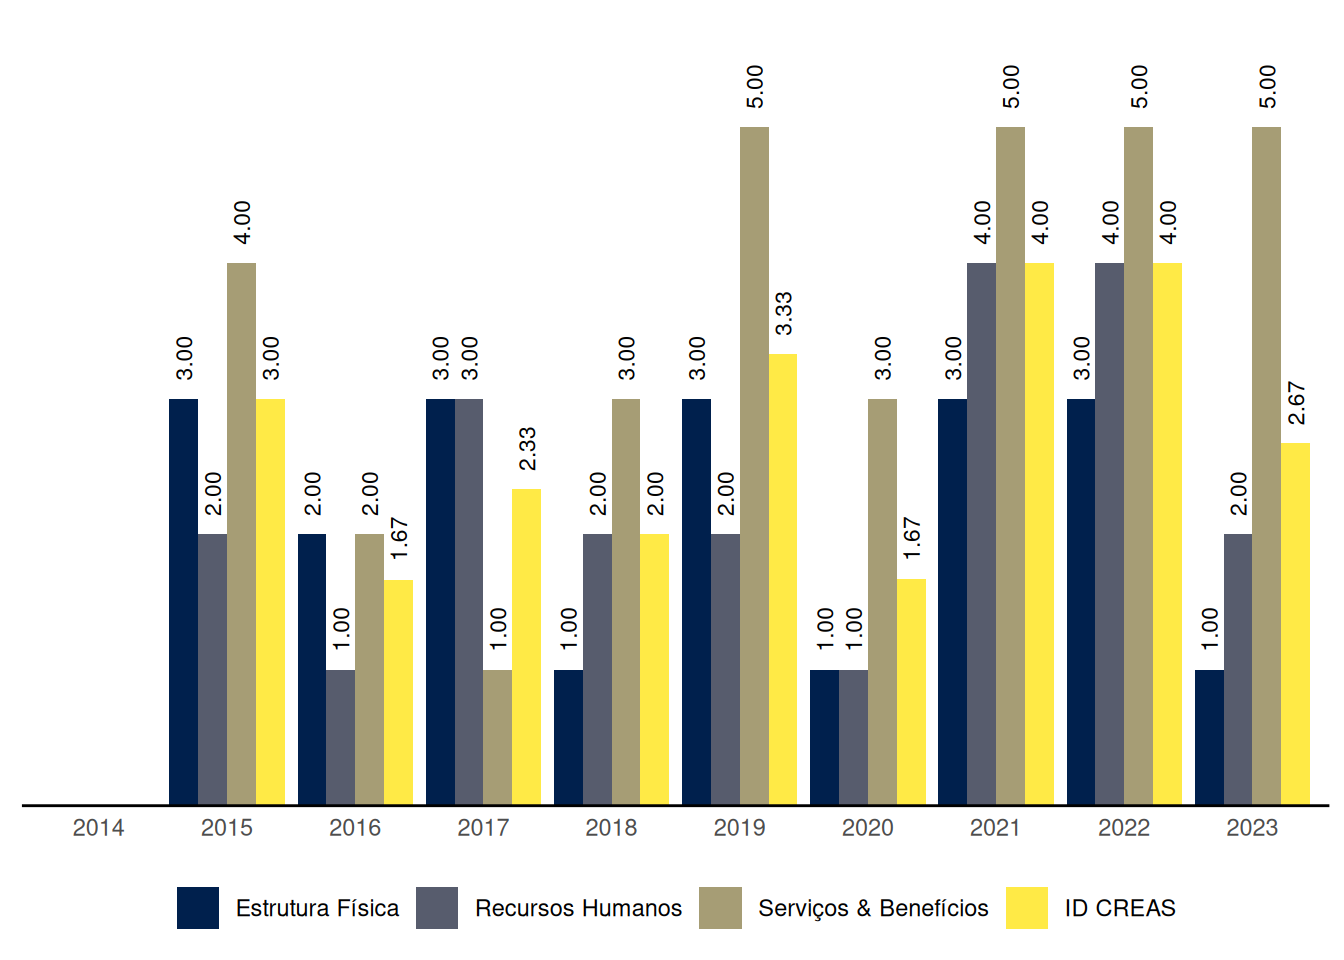 3.00 2.00 4.00 3.00
2.00 1.00 2.00 1.67
3.00 3.00 1.00 2.33
1.00 2.00 3.00 2.00
3.00 2.00 5.00 3.33
1.00 1.00 3.00 1.67
3.00 4.00 5.00 4.00
3.00 4.00 5.00 4.00
1.00 2.00 5.00 2.67
2014 2015 2016 2017 2018 2019 2020 2021 2022 2023
Estrutura Física Recursos Humanos Serviços & Benefícios ID CREAS